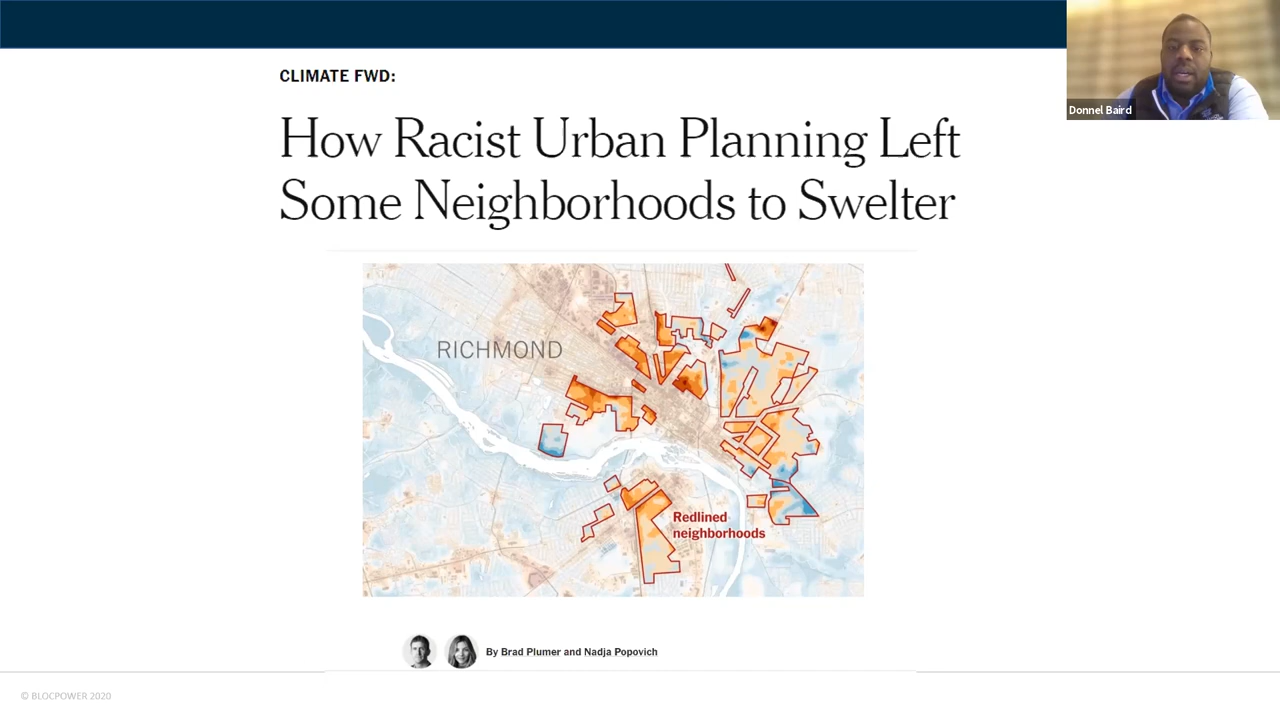 Donnel Baird
CLIMATE FWD:
How Racist Urban Planning Left
Some Neighborhoods to Swelter
RICHMOND
Redlined
neighborhoods
By Brad Plumer and Nadja Popovich
© BLOCPOWER 2020